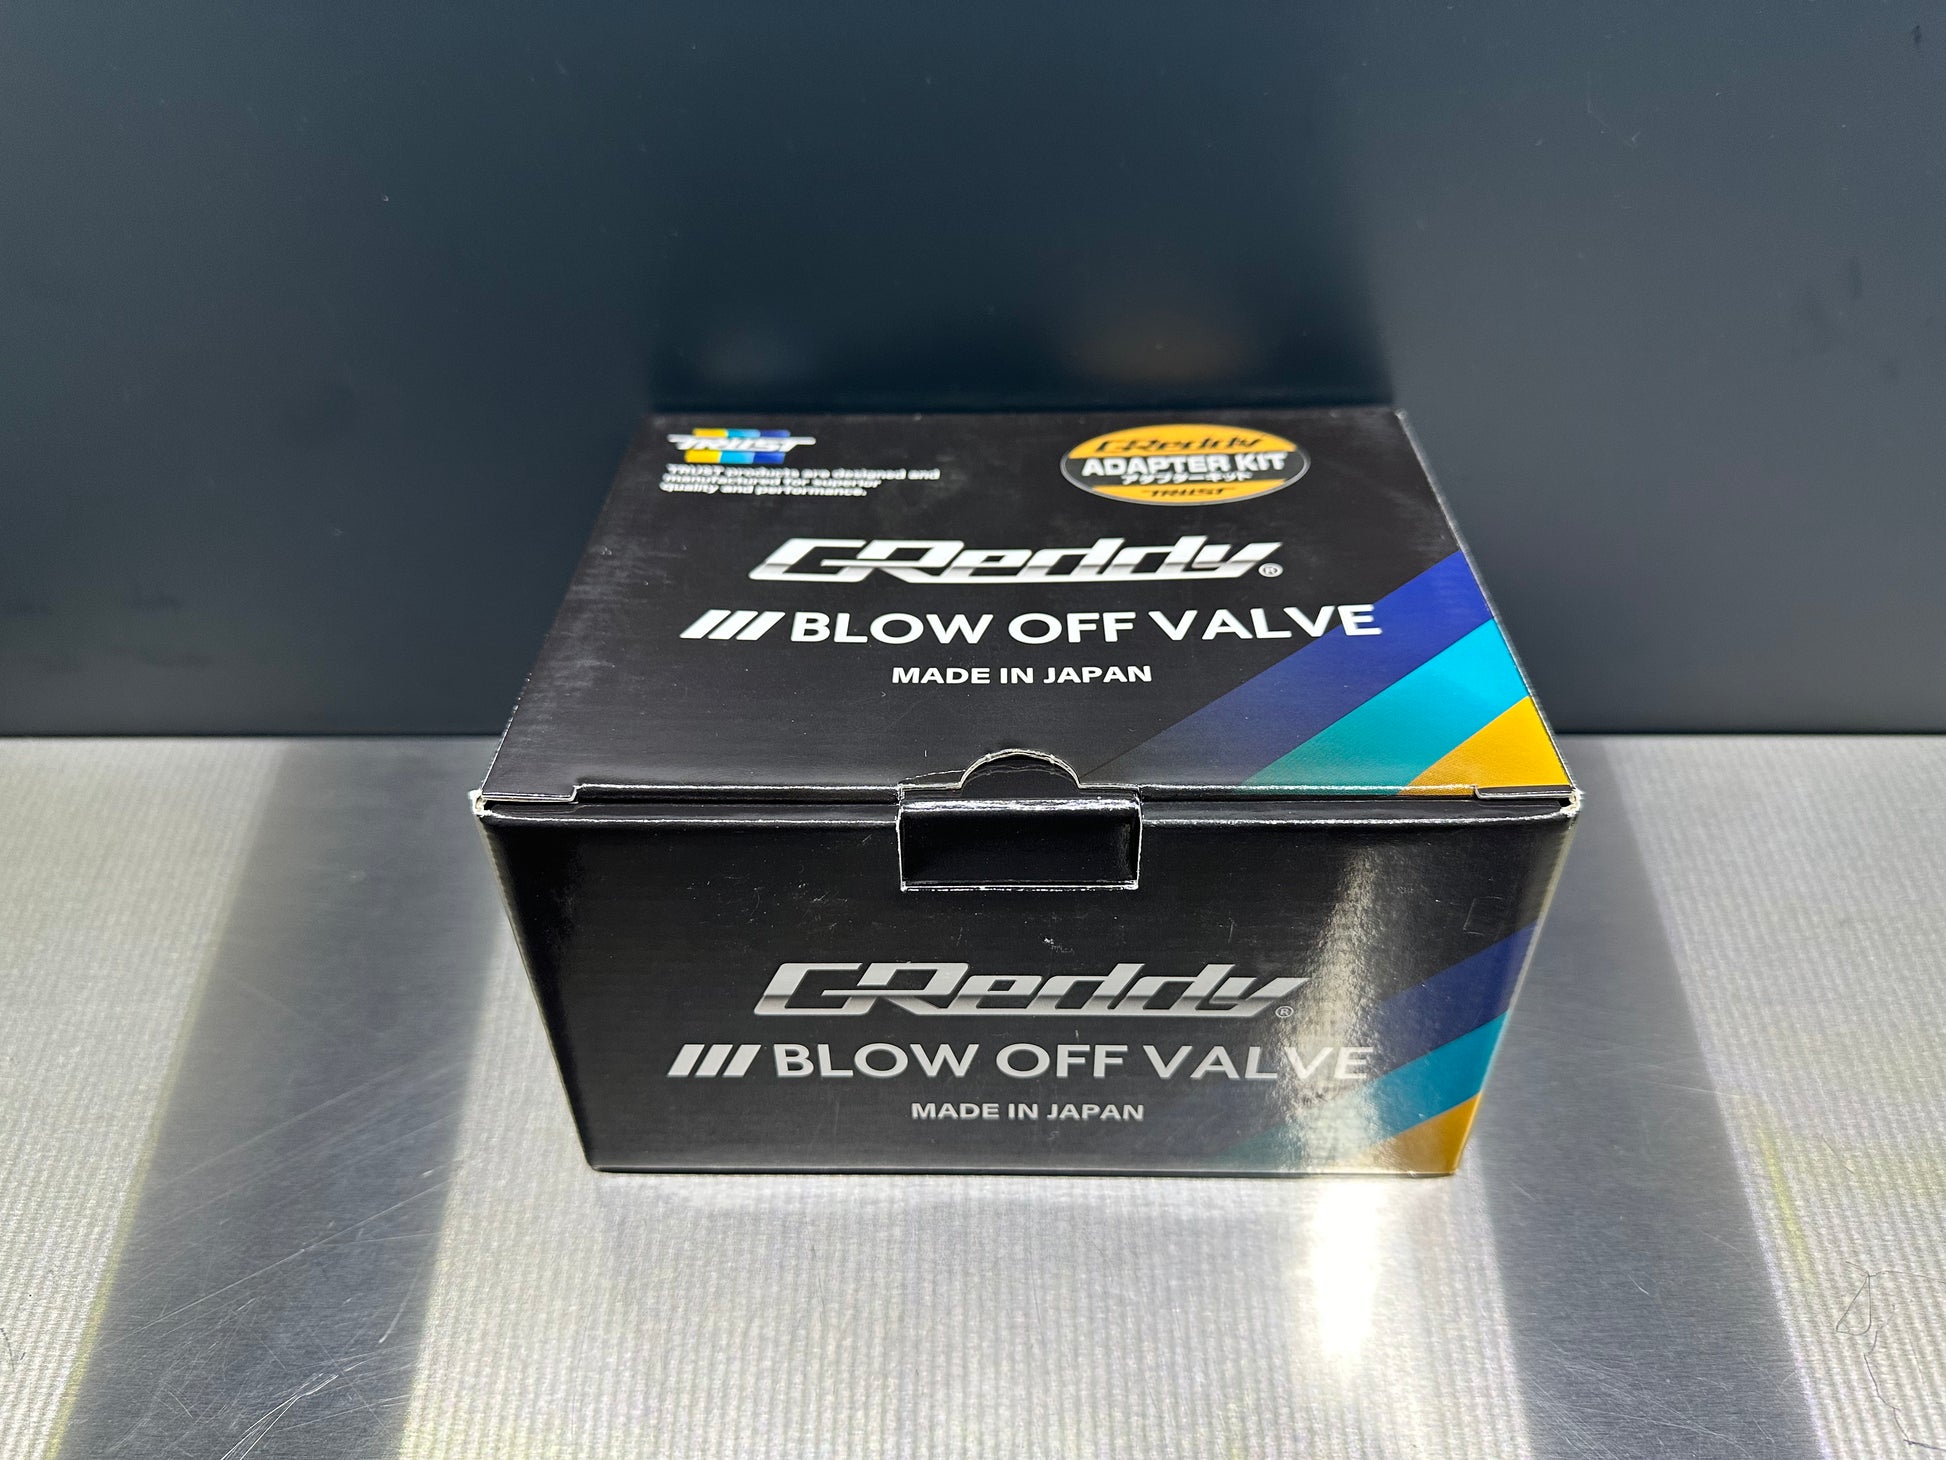 TRUST
TRUST products are designed and
manufactured for superior
quality and performance.
GReddy
ADAPTER KIT
アダプターキット
TRUST
GReddy®
BLOW OFF VALVE
MADE IN JAPAN
GReddy®
BLOW OFF VALVE
MADE IN JAPAN